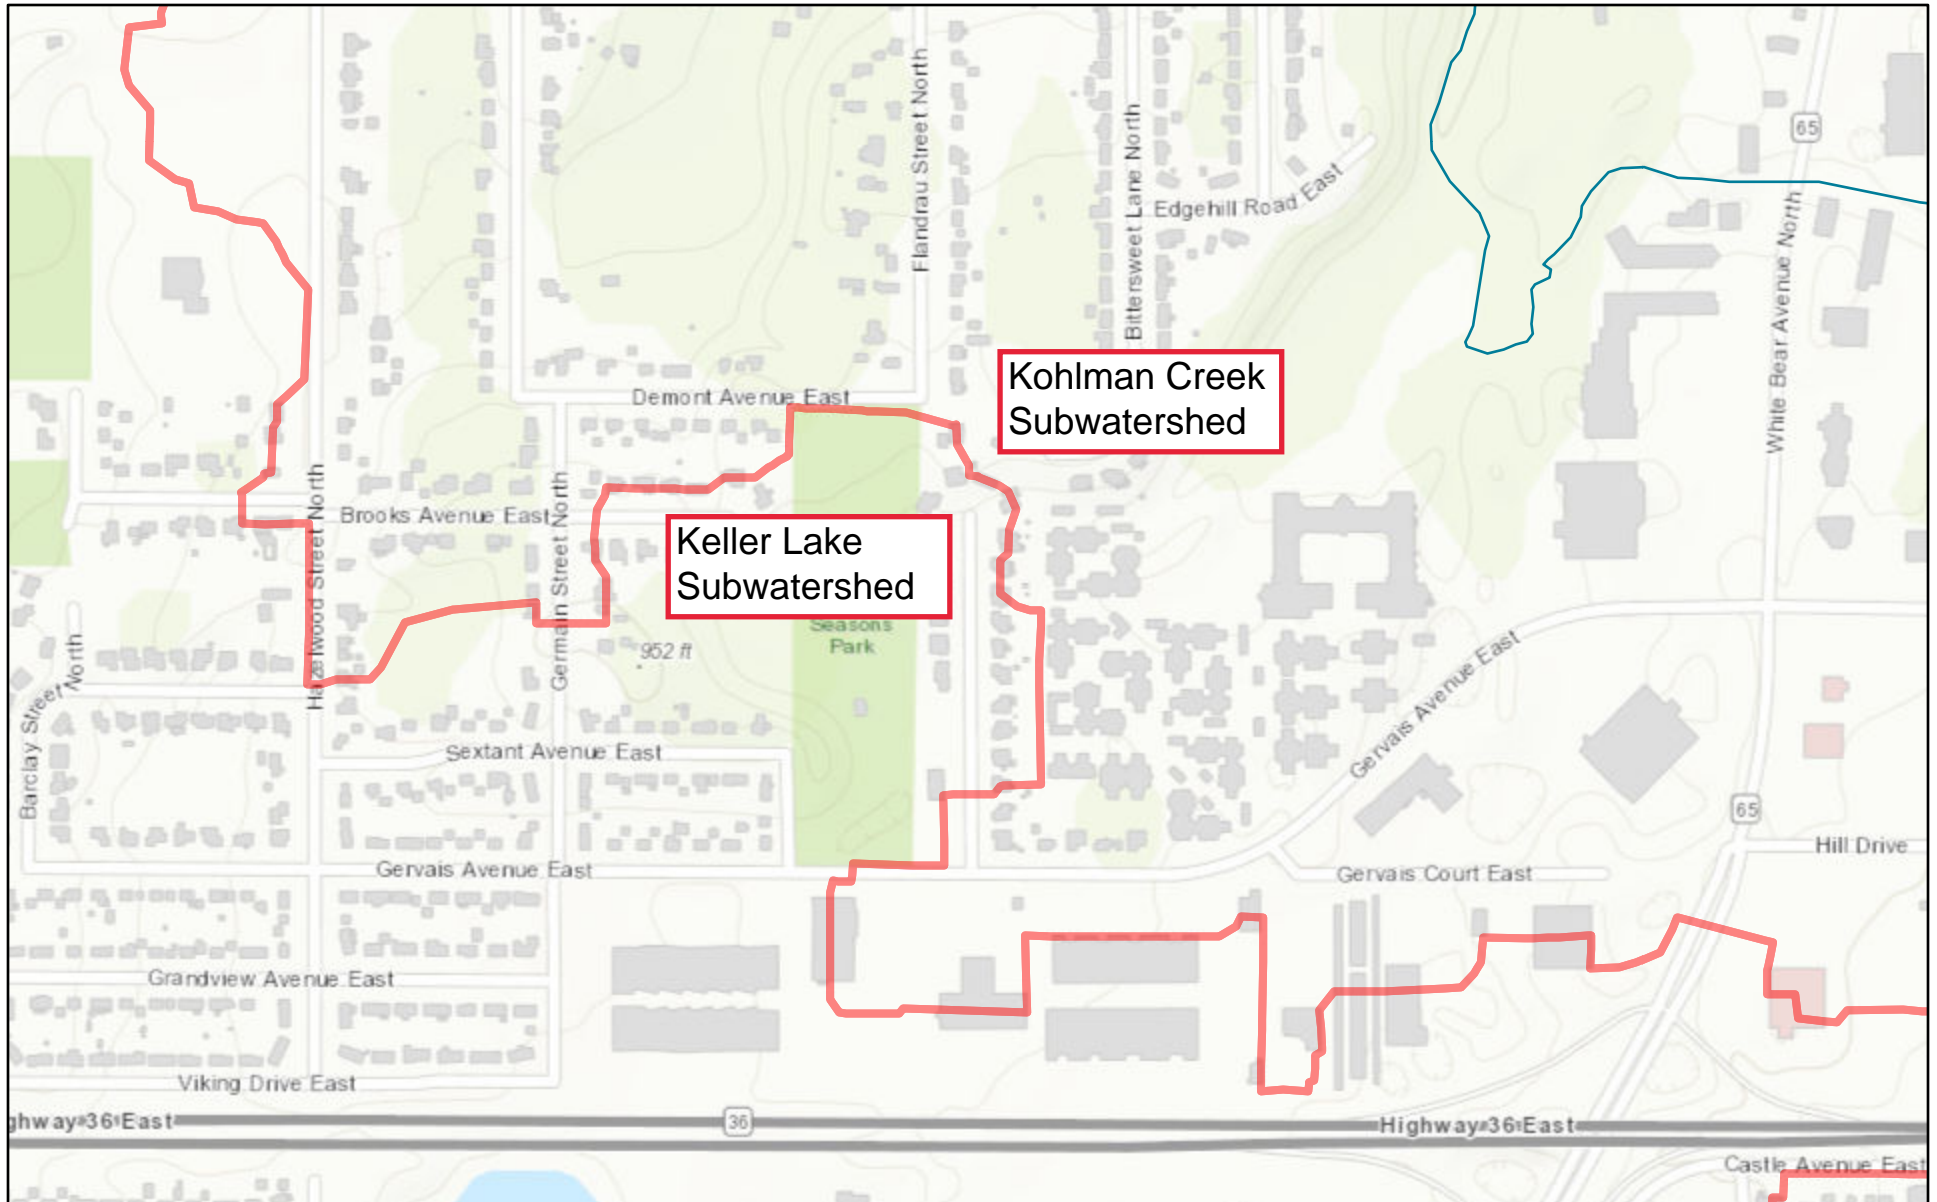 Flandrau Street North
Bittersweet Lane North
65
Edgehill Road East
White Bear Avenue North
Kohlman Creek
Subwatershed
Demont Avenue East
Hazelwood Street North
Germain Street North
Brooks Avenue East
Keller Lake
Subwatershed
Seasons
Park
952 ft
Barclay Street North
Gervais Avenue East
Sextant Avenue East
65
Hill Drive
Gervais Avenue East
Gervais Court East
Grandview Avenue East
Viking Drive East
ghway 36 East
36
Highway 36 East
Castle Avenue East